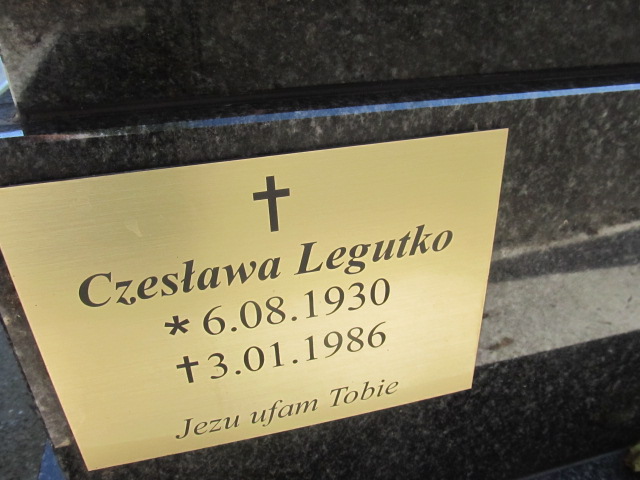 Czesława Legutko
* 6.08.1930
† 3.01.1986
Jezu ufam Tobie